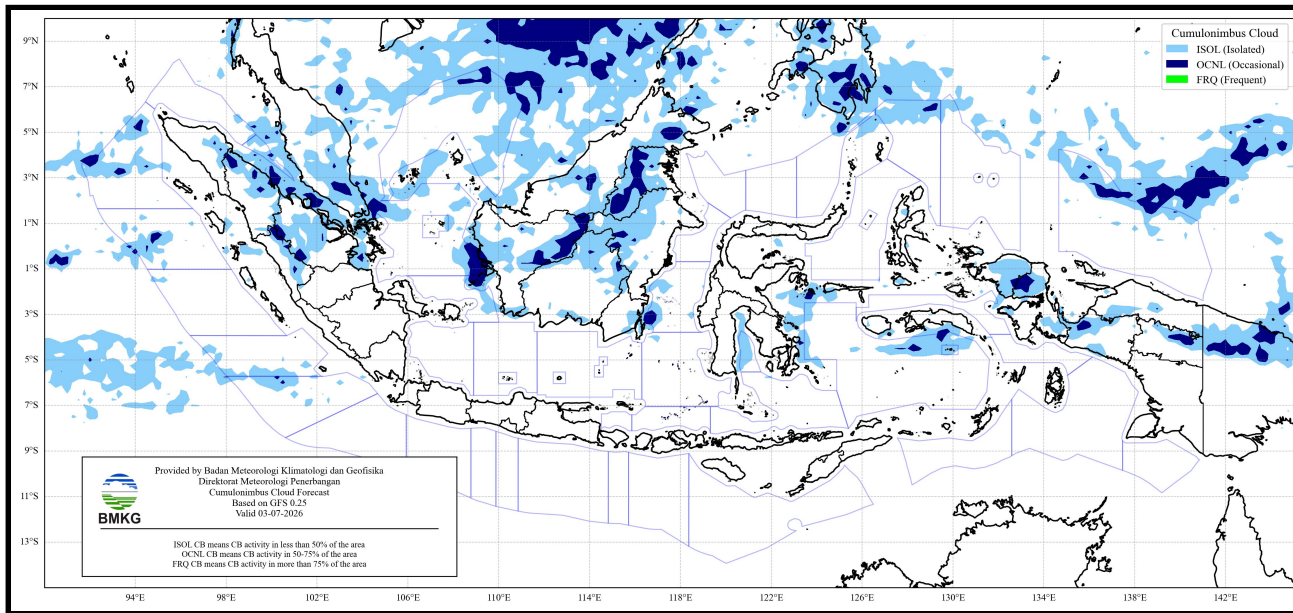 Cumulonimbus Cloud
ISOL (Isolated)
OCNL (Occasional)
FRQ (Frequent)
9°N
7°N
5°N
3°N
1°N
1°S
3°S
5°S
7°S
9°S
11°S
13°S
Provided by Badan Meteorologi Klimatologi dan Geofisika
Direktorat Meteorologi Penerbangan
Cumulonimbus Cloud Forecast
Based on GFS 0.25
Valid 03-07-2026
BMKG
ISOL CB means CB activity in less than 50% of the area
OCNL CB means CB activity in 50-75% of the area
FRQ CB means CB activity in more than 75% of the area
94°E 98°E 102°E 106°E 110°E 114°E 118°E 122°E 126°E 130°E 134°E 138°E 142°E